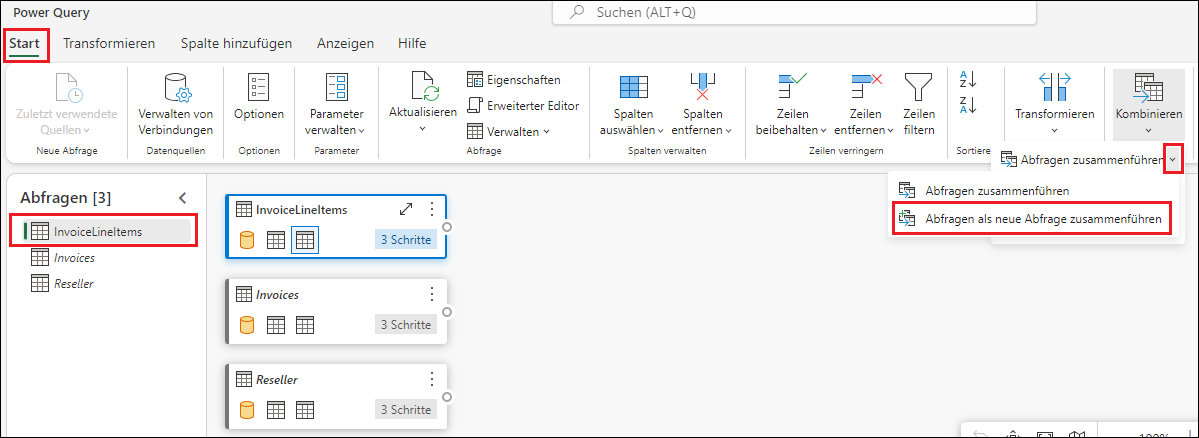 Power Query
Suchen (ALT+Q)
Start
Transformieren
Spalte hinzufügen
Anzeigen
Hilfe
Zuletzt verwendete
Quellen
Neue Abfrage
Verwalten von
Verbindungen
Datenquellen
Optionen
Optionen
Parameter
verwalten
Parameter
Aktualisieren
Eigenschaften
Erweiterter Editor
Verwalten
Abfrage
Spalten
auswählen
Spalten
entfernen
Spalten verwalten
Zeilen
beibehalten
Zeilen
entfernen
Zeilen
filtern
Zeilen verringern
A
Z
Z
A
Sortiere
Transformieren
Kombinieren
Abfragen zusammenführen
Abfragen zusammenführen
Abfragen als neue Abfrage zusammenführen
Abfragen [3]
InvoiceLineItems
Invoices
Reseller
InvoiceLineItems
3 Schritte
Invoices
3 Schritte
Reseller
3 Schritte
100%